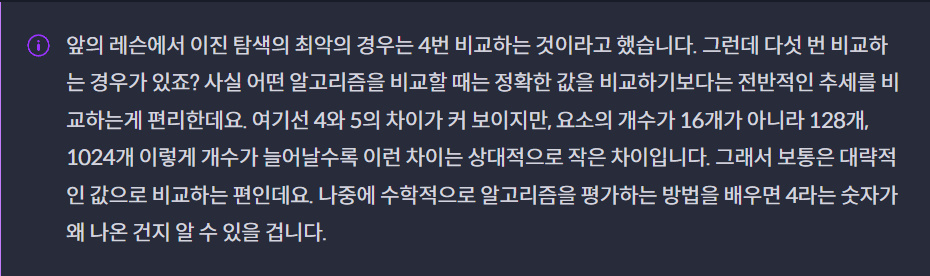 앞의 레슨에서 이진 탐색의 최악의 경우는 4번 비교하는 것이라고 했습니다. 그런데 다섯 번 비교하
는 경우가 있죠? 사실 어떤 알고리즘을 비교할 때는 정확한 값을 비교하기보다는 전반적인 추세를 비
교하는게 편리한데요. 여기선 4와 5의 차이가 커 보이지만, 요소의 개수가 16개가 아니라 128개,
1024개 이렇게 개수가 늘어날수록 이런 차이는 상대적으로 작은 차이입니다. 그래서 보통은 대략적
인 값으로 비교하는 편인데요. 나중에 수학적으로 알고리즘을 평가하는 방법을 배우면 4라는 숫자가
왜 나온 건지 알 수 있을 겁니다.